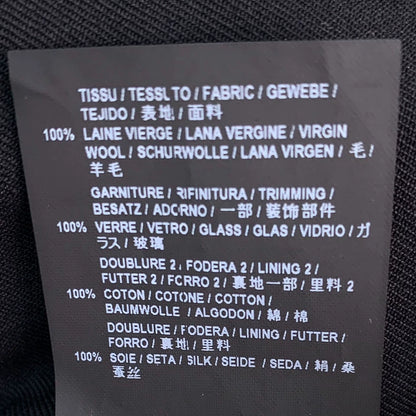 TISSU / TESSUTO / FABRIC / GEWEBE /
TEJIDO / 表地 / 面料
100% LAINE VIERGE / LANA VERGINE / VIRGIN
WOOL / SCHURWOLLE / LANA VIRGEN / 毛 /
羊毛
GARNITURE / RIFINITURA / TRIMMING /
BESATZ / ADORNO / 一部 / 装饰部件
100% VERRE / VETRO / GLASS / GLAS / VIDRIO / ガ
ラス / 玻璃
DOUBLURE 2 / FODERA 2 / LINING 2 /
FUTTER 2 / FORRO 2 / 裏地一部 / 里料 2
100% COTON / COTONE / COTTON /
BAUMWOLLE / ALGODON / 綿 / 棉
DOUBLURE / FODERA / LINING / FUTTER /
FORRO / 裏地 / 里料
100% SOIE / SETA / SILK / SEIDE / SEDA / 絹 / 桑
蚕丝